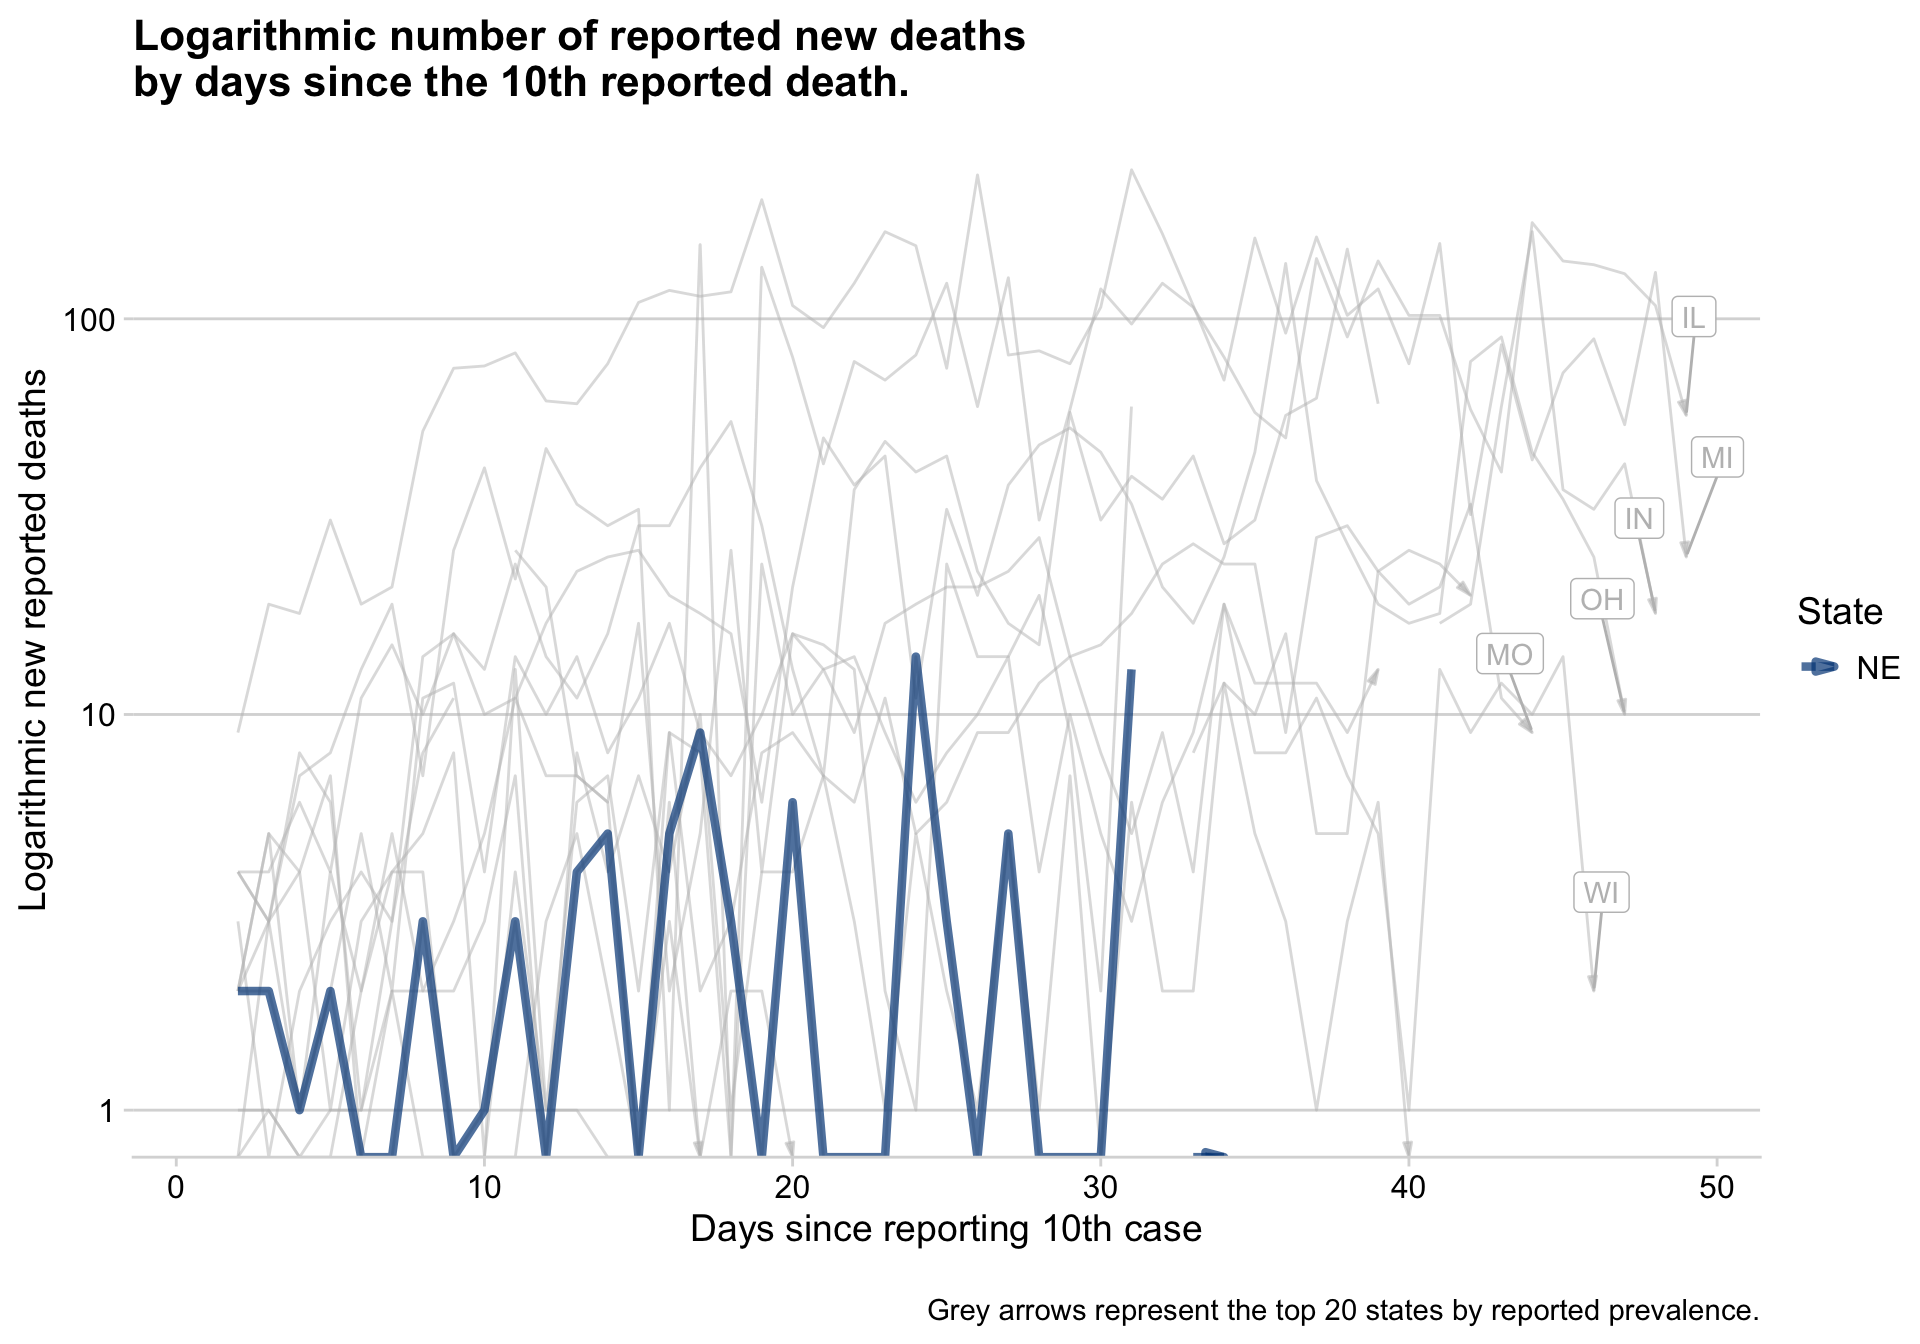 Logarithmic number of reported new deaths
by days since the 10th reported death.
Logarithmic new reported deaths
100
10
1
IL
MI
IN
OH
MO
WI
State
NE
0 10 20 30 40 50
Days since reporting 10th case
Grey arrows represent the top 20 states by reported prevalence.